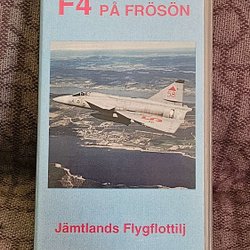 F4 PÅ FRÖSÖN
Jämtlands Flygflottilj